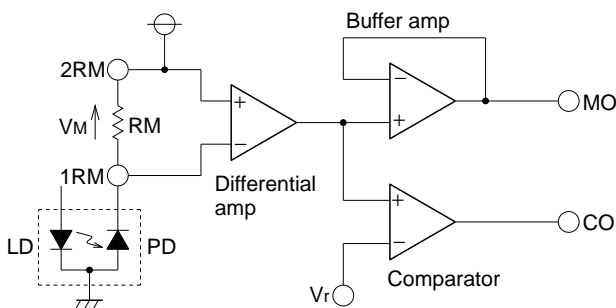 Buffer amp
2RM
+
−
MO
VM
RM
+
1RM
−
Differential
amp
+
CO
LD
PD
−
Vr
Comparator